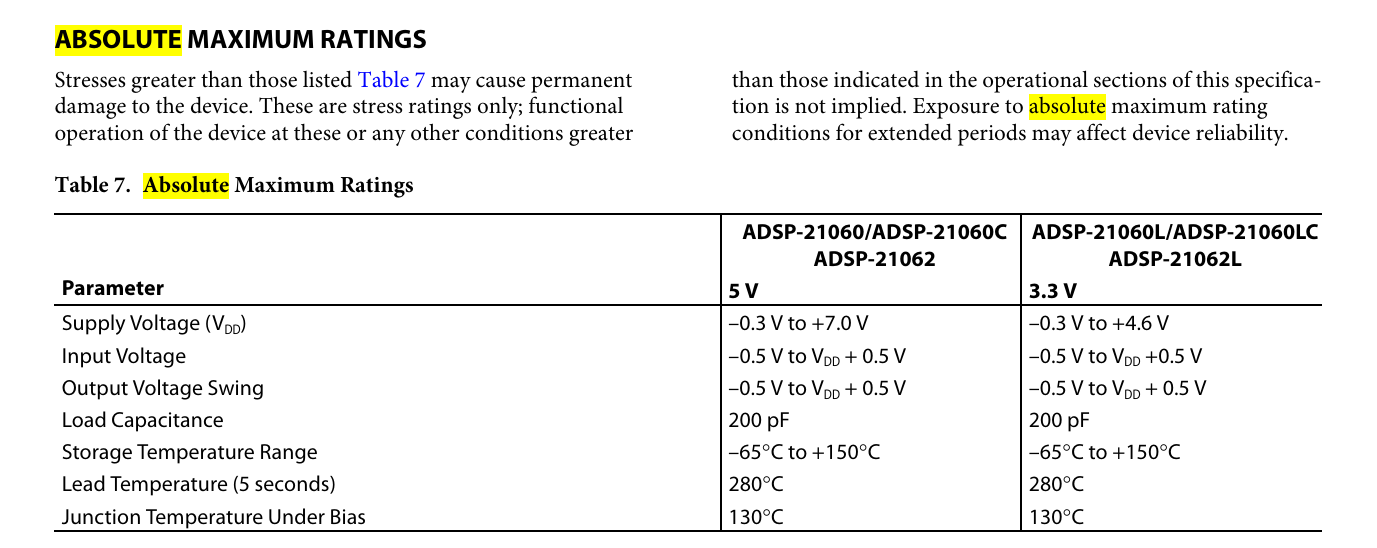 ABSOLUTE MAXIMUM RATINGS
Stresses greater than those listed Table 7 may cause permanent
damage to the device. These are stress ratings only; functional
operation of the device at these or any other conditions greater
than those indicated in the operational sections of this specifica-
tion is not implied. Exposure to absolute maximum rating
conditions for extended periods may affect device reliability.
Table 7. Absolute Maximum Ratings
Parameter ADSP-21060/ADSP-21060C ADSP-21060L/ADSP-21060LC
ADSP-21062 ADSP-21062L
5 V 3.3 V
Supply Voltage (VDD) –0.3 V to +7.0 V –0.3 V to +4.6 V
Input Voltage –0.5 V to VDD + 0.5 V –0.5 V to VDD +0.5 V
Output Voltage Swing –0.5 V to VDD + 0.5 V –0.5 V to VDD + 0.5 V
Load Capacitance 200 pF 200 pF
Storage Temperature Range –65°C to +150°C –65°C to +150°C
Lead Temperature (5 seconds) 280°C 280°C
Junction Temperature Under Bias 130°C 130°C